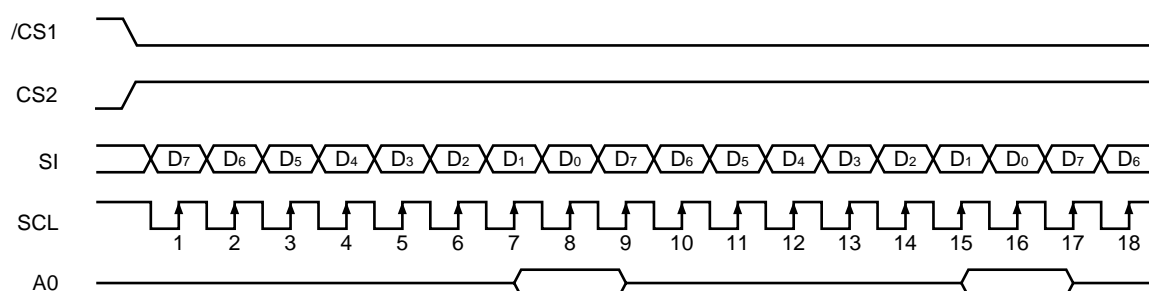 /CS1
CS2
SI D7 D6 D5 D4 D3 D2 D1 D0 D7 D6 D5 D4 D3 D2 D1 D0 D7 D6
SCL
1 2 3 4 5 6 7 8 9 10 11 12 13 14 15 16 17 18
A0